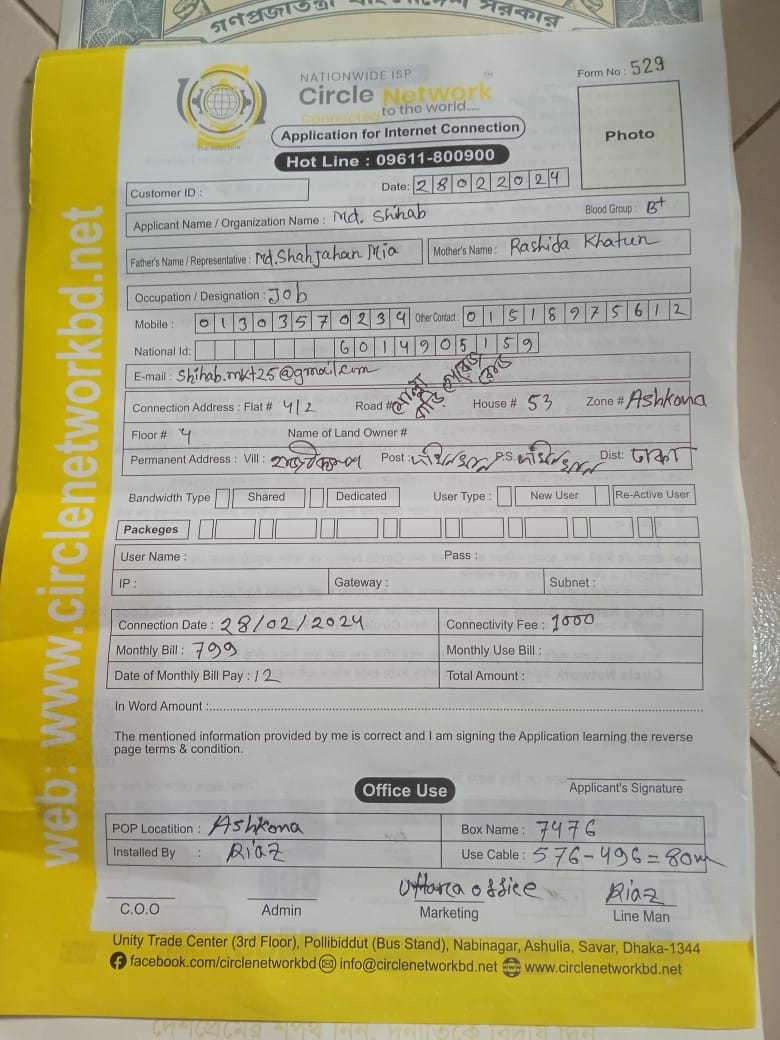 গণপ্রজাতন্ত্রী বাংলাদেশ সরকার
NATIONWIDE ISP
Form No : 529
Circle Network
Connected to the world.....
Application for Internet Connection
Photo
Hot Line : 09611-800900
Customer ID :
Date: 28022024
Applicant Name / Organization Name : Md. Shihab
Blood Group : B+
Father's Name / Representative : Md.Shahjahan Mia
Mother's Name : Rashida Khatun
Occupation / Designation : Job
Mobile : 01303570234 Other Contact : 01518975612
National Id: 6014905159
E-mail : Shihab.mkt25@gmail.com
Connection Address : Flat # 4/2 Road # রোড House # 53 Zone # Ashkona
Floor # 4 Name of Land Owner #
Permanent Address : Vill : Post : P.S. Dist: ঢাকা
Bandwidth Type Shared Dedicated User Type : New User Re-Active User
Packeges
User Name : Pass :
IP : Gateway : Subnet :
Connection Date : 28/02/2024 Connectivity Fee : 1000
Monthly Bill : 799 Monthly Use Bill :
Date of Monthly Bill Pay : 12 Total Amount :
In Word Amount :
The mentioned information provided by me is correct and I am signing the Application learning the reverse
page terms & condition.
Applicant's Signature
Office Use
POP Locatition : Ashkona Box Name : 7476
Installed By : Riaz Use Cable : 576-496=80m
Uttara office Riaz
C.O.O Admin Marketing Line Man
Unity Trade Center (3rd Floor), Pollibiddut (Bus Stand), Nabinagar, Ashulia, Savar, Dhaka-1344
facebook.com/circlenetworkbd info@circlenetworkbd.net www.circlenetworkbd.net
web: www.circlenetworkbd.net